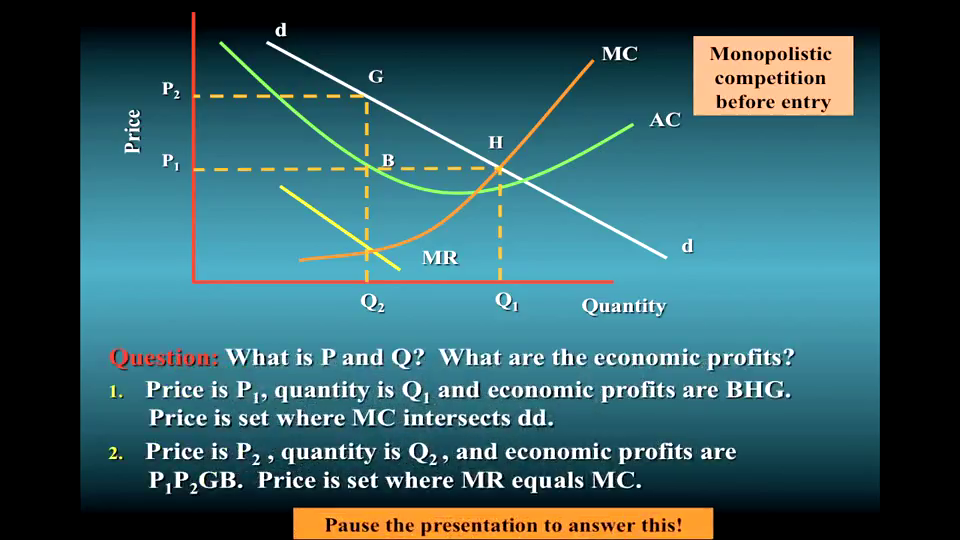 d
MC
Monopolistic
competition
before entry
G
P₂
AC
Price
H
P₁
B
d
MR
Q₂
Q₁
Quantity
Question: What is P and Q? What are the economic profits?
1. Price is P₁, quantity is Q₁ and economic profits are BHG.
Price is set where MC intersects dd.
2. Price is P₂ , quantity is Q₂ , and economic profits are
P₁P₂GB. Price is set where MR equals MC.
Pause the presentation to answer this!